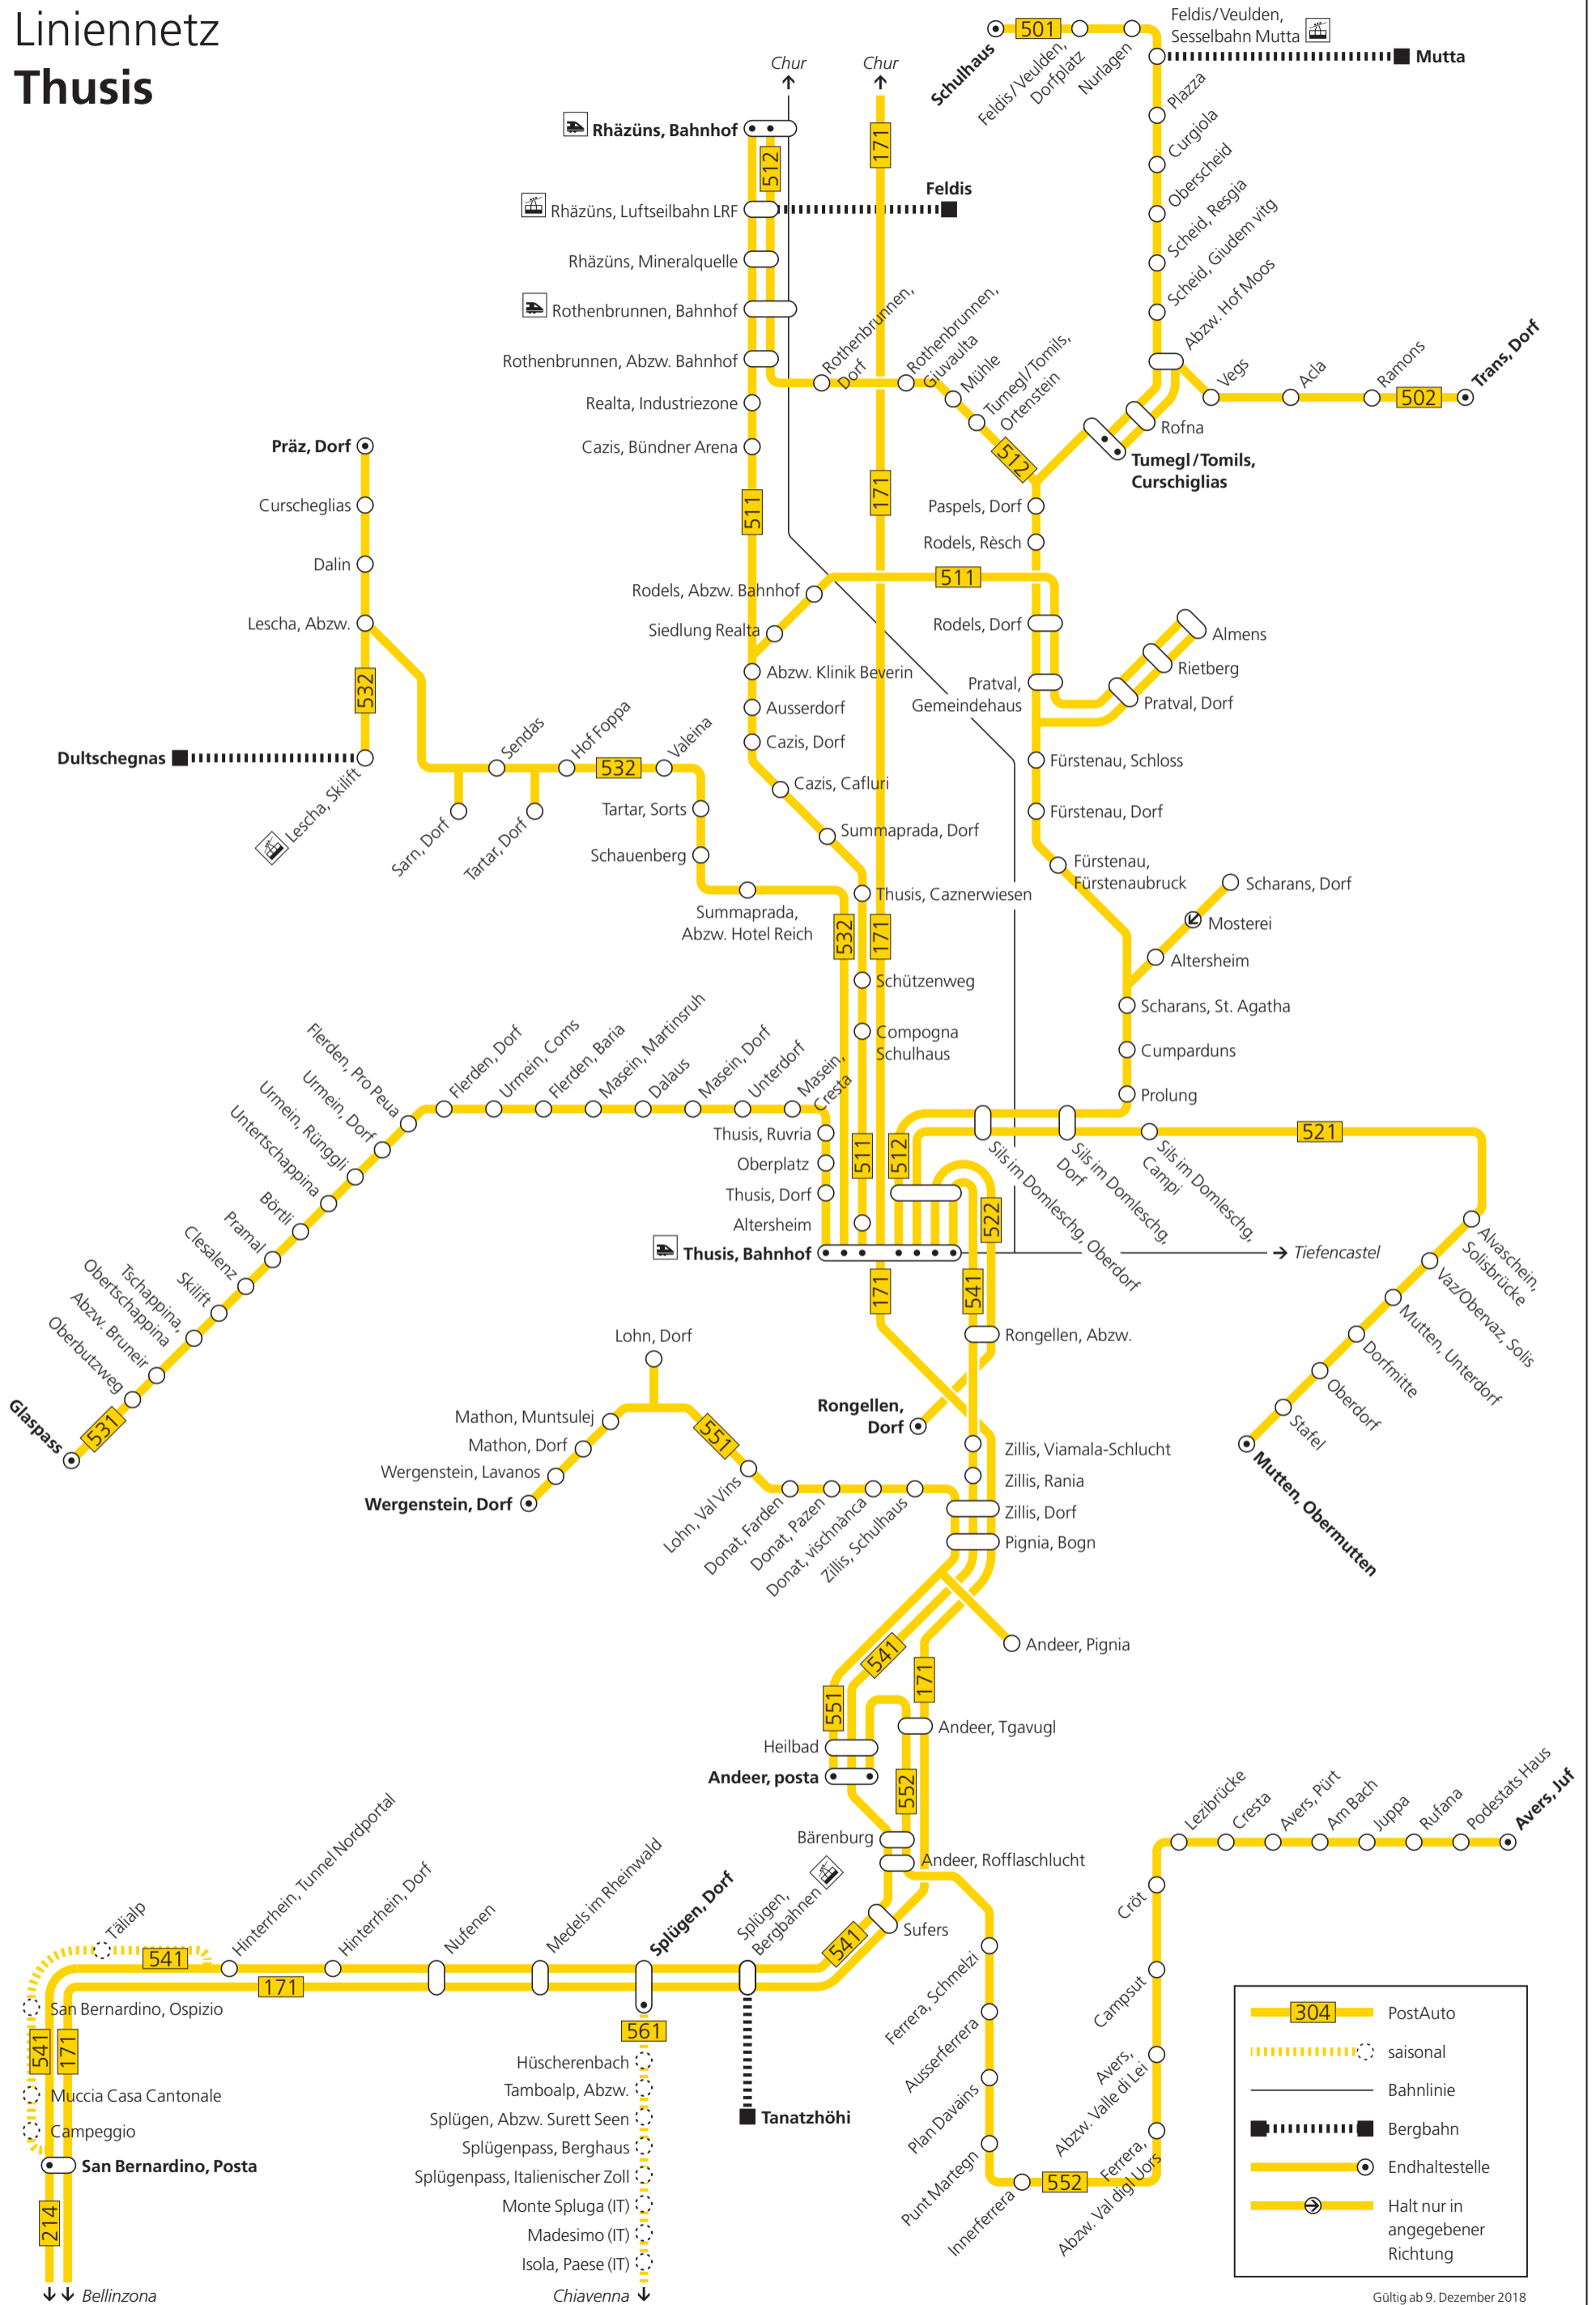 Liniennetz
Thusis
Chur
Chur
Schulhaus
501
Feldis/Veulden,
Dorfplatz
Nurlagen
Feldis/Veulden,
Sesselbahn Mutta
Mutta
Plazza
Curgiola
Oberscheid
Scheid, Resgia
Scheid, Giudem vitg
Abzw. Hof Moos
Vegs
Acla
Ramons
502
Trans, Dorf
Rofna
Tumegl/Tomils,
Curschiglias
Rhäzüns, Bahnhof
512
171
Rhäzüns, Luftseilbahn LRF
Feldis
Rhäzüns, Mineralquelle
Rothenbrunnen, Bahnhof
Rothenbrunnen, Abzw. Bahnhof
Rothenbrunnen,
Dorf
Rothenbrunnen,
Giuvaulta
Mühle
Tumegl/Tomils,
Ortenstein
512
Realta, Industriezone
Cazis, Bündner Arena
511
171
Paspels, Dorf
Rodels, Rèsch
511
Rodels, Abzw. Bahnhof
Siedlung Realta
Rodels, Dorf
Almens
Rietberg
Pratval, Dorf
Pratval,
Gemeindehaus
Abzw. Klinik Beverin
Ausserdorf
Cazis, Dorf
Cazis, Cafluri
Summaprada, Dorf
Fürstenau, Schloss
Fürstenau, Dorf
Fürstenau,
Fürstenaubruck
Präz, Dorf
Curscheglias
Dalin
Lescha, Abzw.
532
Dultschegnas
Lescha, Skilift
Sarn, Dorf
Sendas
Tartar, Dorf
Hof Foppa
532
Valeina
Tartar, Sorts
Schauenberg
Summaprada,
Abzw. Hotel Reich
532
171
Thusis, Caznerwiesen
Schützenweg
Compogna
Schulhaus
Scharans, Dorf
Mosterei
Altersheim
Scharans, St. Agatha
Cumparduns
Prolung
Flerden, Pro Peua
Flerden, Dorf
Urmein, Coms
Flerden, Baria
Masein, Martinsruh
Dalaus
Masein, Dorf
Unterdorf
Masein,
Cresta
Urmein, Dorf
Urmein, Rünggli
Untertschappina
Börtli
Pramal
Clesalenz
Skilift
Tschappina,
Obertschappina
Abzw. Bruneir
Oberbutzweg
Glaspass
531
Thusis, Ruvria
Oberplatz
Thusis, Dorf
Altersheim
Thusis, Bahnhof
511
512
521
Sils im Domleschg, Oberdorf
Sils im Domleschg,
Dorf
Sils im Domleschg,
Campi
522
Tiefencastel
171
541
Alvaschein,
Solisbrücke
Vaz/Obervaz, Solis
Mutten, Unterdorf
Dorfmitte
Oberdorf
Stafel
Mutten, Obermutten
Rongellen, Abzw.
Rongellen,
Dorf
Lohn, Dorf
Mathon, Muntsulej
Mathon, Dorf
Wergenstein, Lavanos
Wergenstein, Dorf
551
Lohn, Val Vins
Donat, Farden
Donat, Pazen
Donat, vischnànca
Zillis, Schulhaus
Zillis, Viamala-Schlucht
Zillis, Rania
Zillis, Dorf
Pignia, Bogn
Andeer, Pignia
541
171
551
Andeer, Tgavugl
Heilbad
Andeer, posta
552
Bärenburg
Andeer, Rofflaschlucht
Sufers
541
Lezibrücke
Cresta
Avers, Pürt
Am Bach
Juppa
Rufana
Podestats Haus
Avers, Juf
Cröt
Campsut
Avers,
Abzw. Valle di Lei
Ferrera,
Abzw. Val digl Uors
552
Innerferrera
Punt Martegn
Plan Davains
Ausserferrera
Ferrera, Schmelzi
Tälialp
541
Hinterrhein, Tunnel Nordportal
Hinterrhein, Dorf
Nufenen
Medels im Rheinwald
Splügen, Dorf
Splügen,
Bergbahnen
171
San Bernardino, Ospizio
541
171
Muccia Casa Cantonale
Campeggio
San Bernardino, Posta
214
Bellinzona
561
Hüscherenbach
Tamboalp, Abzw.
Splügen, Abzw. Surett Seen
Splügenpass, Berghaus
Splügenpass, Italienischer Zoll
Monte Spluga (IT)
Madesimo (IT)
Isola, Paese (IT)
Chiavenna
Tanatzhöhi
304
PostAuto
saisonal
Bahnlinie
Bergbahn
Endhaltestelle
Halt nur in
angegebener
Richtung
Gültig ab 9. Dezember 2018